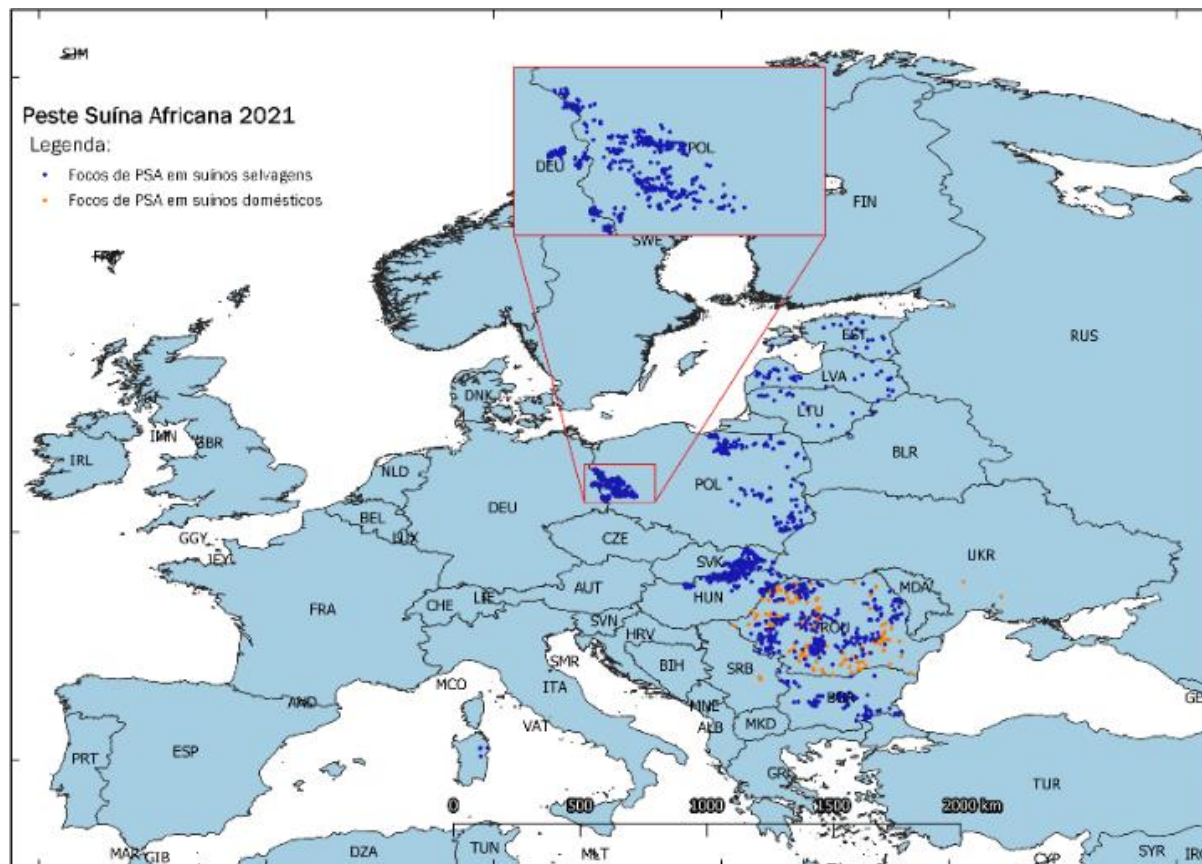 SJM
Peste Suína Africana 2021
Legenda:
Focos de PSA em suínos selvagens
Focos de PSA em suínos domésticos
POL
DEU
FIN
SWE
RUS
EST
LVA
DNK
LTU
IMN
GBR
IRL
BLR
NLD
POL
DEU
BEL
GGY
LUX
CZE
UKR
JEY
SVK
AUT
MDA
FRA
CHE
LIE
HUN
SVN
ROU
HRV
SMR
BIH
SRB
MCO
ITA
AND
MNE
BGR
VAT
ALB
MKD
PRT
ESP
GRC
TUR
0 500 1000 1500 2000 km
MAR
GIB
DZA
TUN
MLT
CYP
SYR